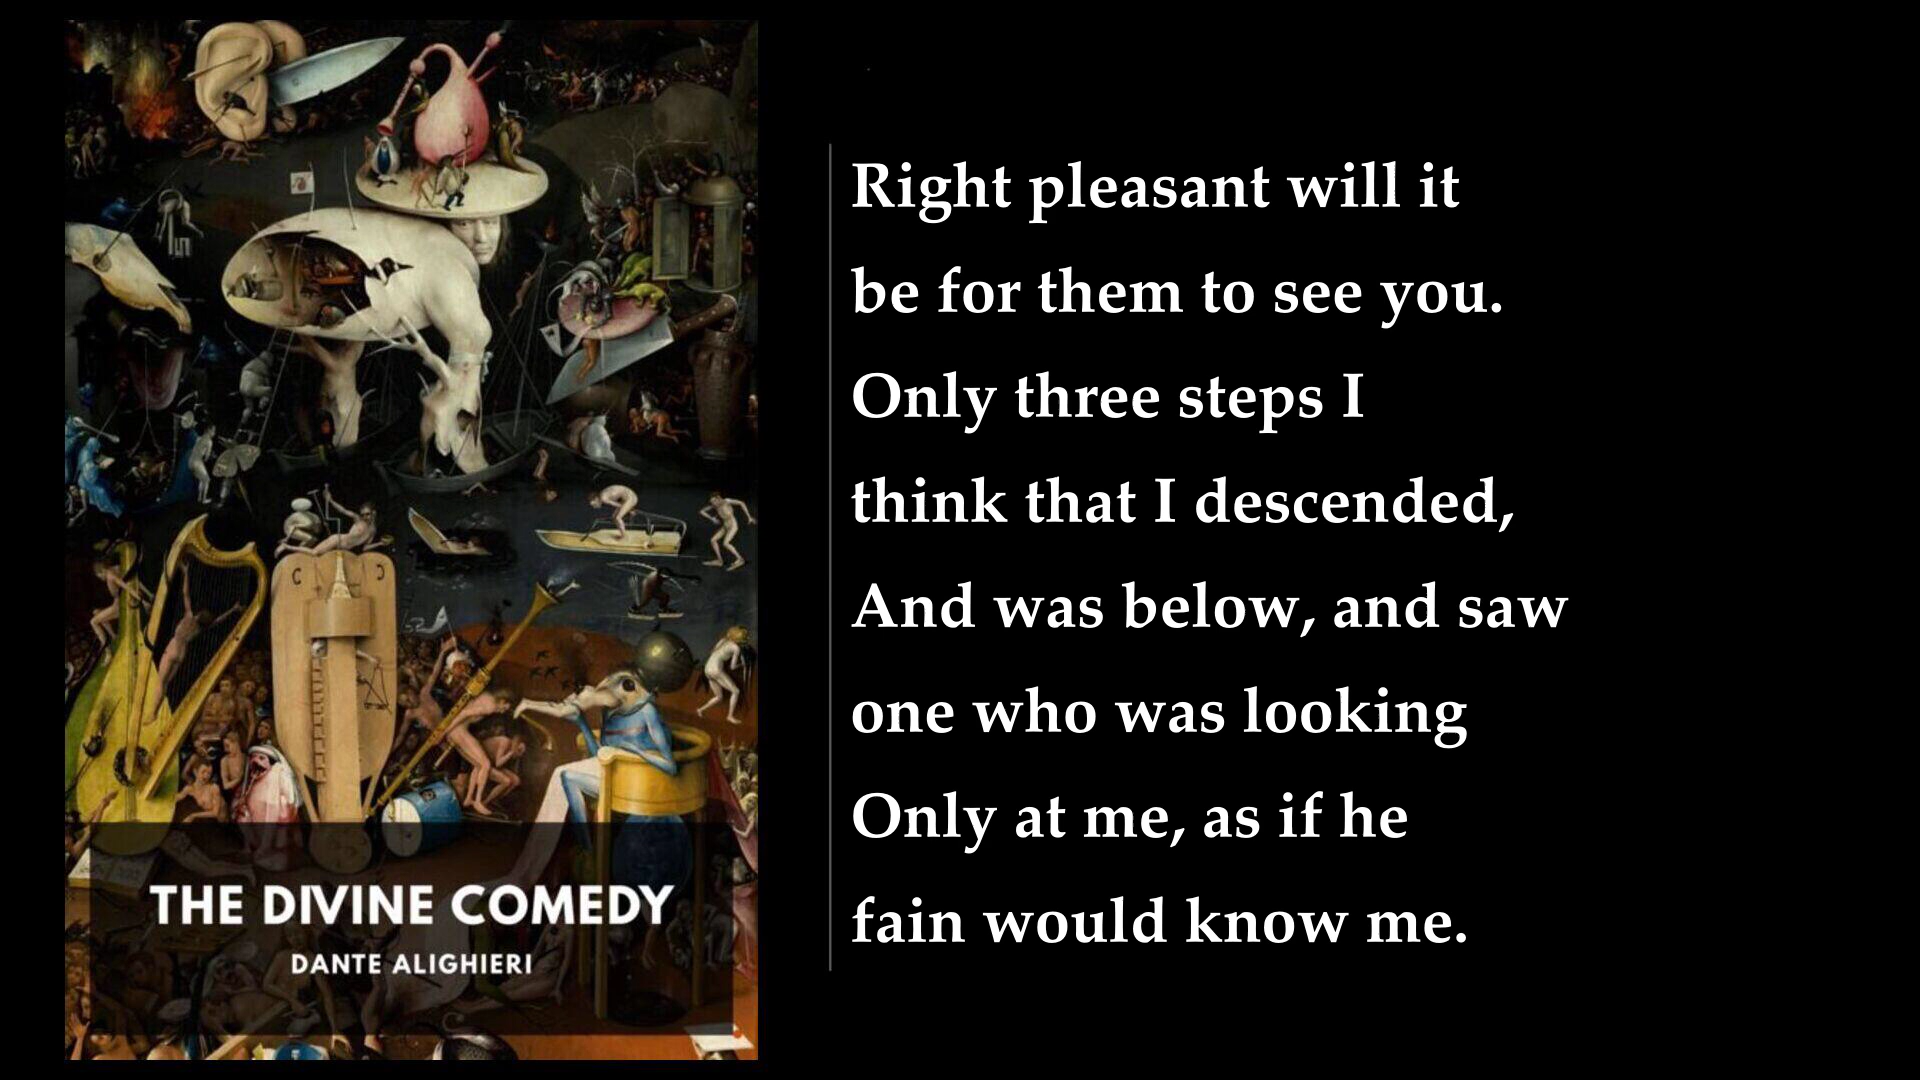 THE DIVINE COMEDY
DANTE ALIGHIERI
Right pleasant will it
be for them to see you.
Only three steps I
think that I descended,
And was below, and saw
one who was looking
Only at me, as if he
fain would know me.